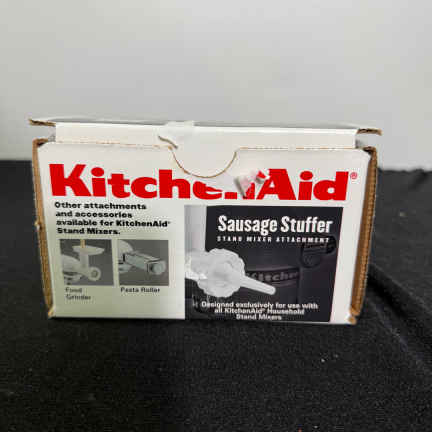 KitchenAid®
Other attachments
and accessories
available for KitchenAid®
Stand Mixers.
Food
Grinder
Pasta Roller
Sausage Stuffer
STAND MIXER ATTACHMENT
Kitchen
Designed exclusively for use with
all KitchenAid® Household
Stand Mixers